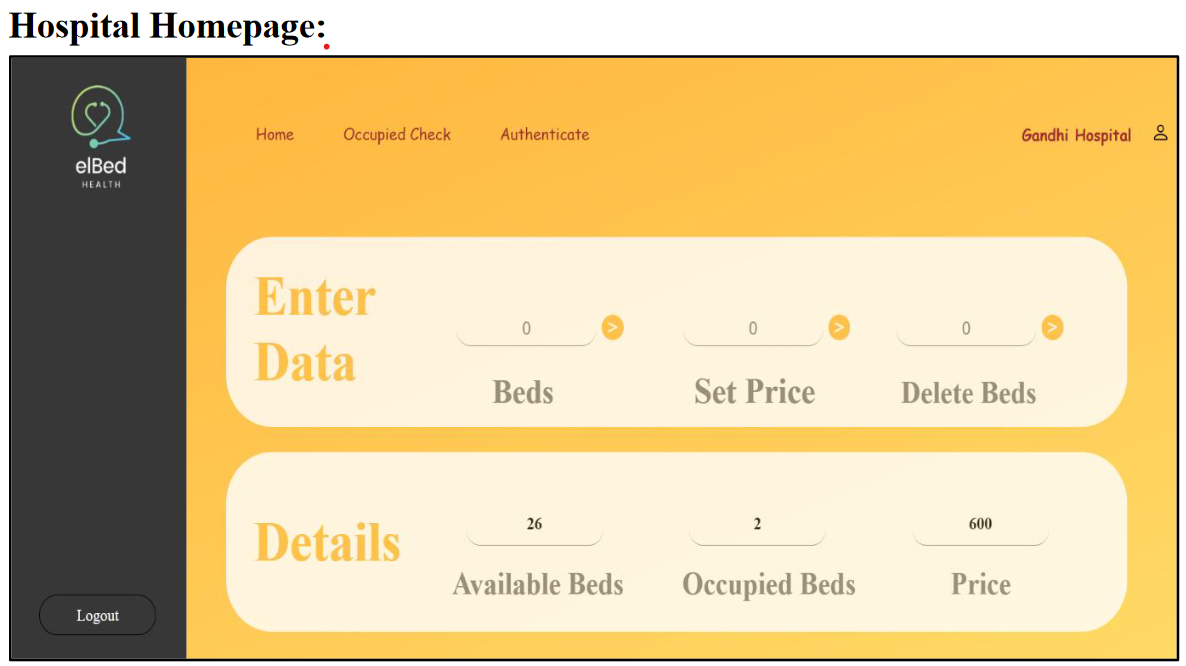 Hospital Homepage:
elBed
HEALTH
Home Occupied Check Authenticate Gandhi Hospital
Enter
Data
0 > 0 > 0 >
Beds Set Price Delete Beds
Details
26 2 600
Available Beds Occupied Beds Price
Logout